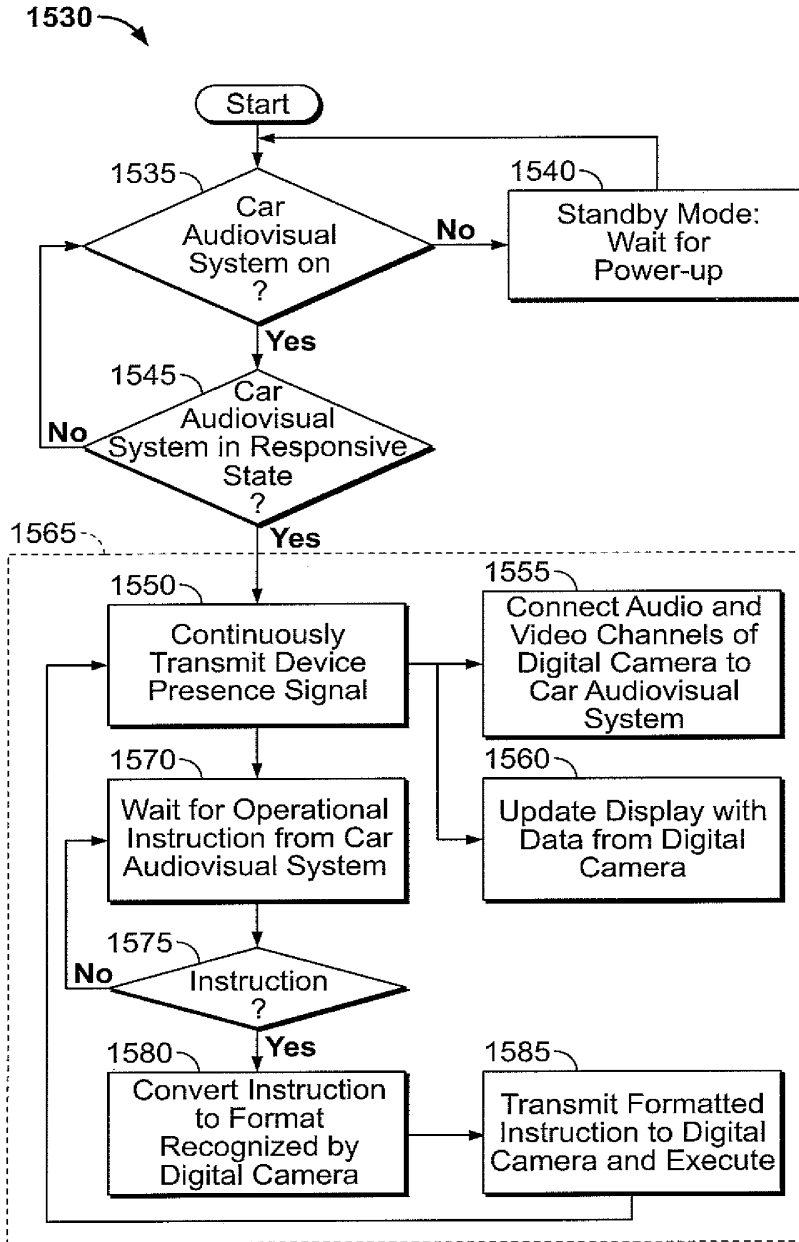 1530
Start
1535
Car
Audiovisual
System on
?
No
Yes
1540
Standby Mode:
Wait for
Power-up
1545
Car
Audiovisual
System in Responsive
State
?
No
Yes
1565
1550
Continuously
Transmit Device
Presence Signal
1555
Connect Audio and
Video Channels of
Digital Camera to
Car Audiovisual
System
1570
Wait for Operational
Instruction from Car
Audiovisual System
1560
Update Display with
Data from Digital
Camera
1575
Instruction
?
No
Yes
1580
Convert Instruction
to Format
Recognized by
Digital Camera
1585
Transmit Formatted
Instruction to Digital
Camera and Execute